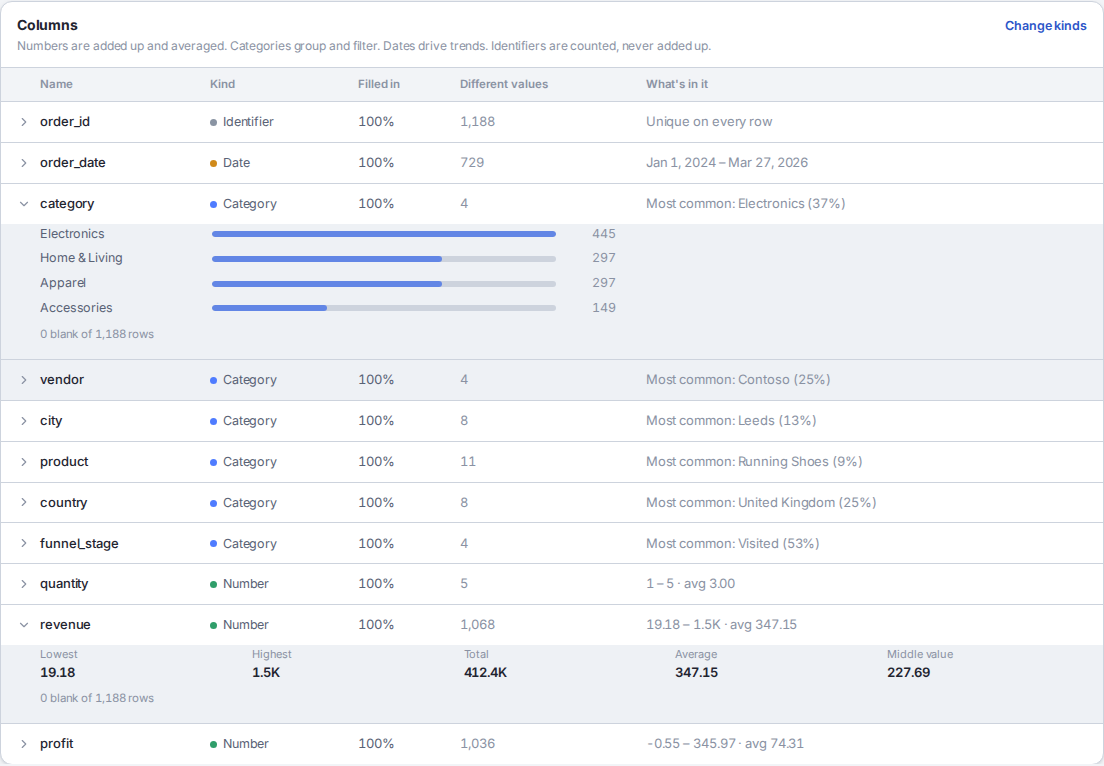 Columns
Change kinds
Numbers are added up and averaged. Categories group and filter. Dates drive trends. Identifiers are counted, never added up.
Name Kind Filled in Different values What's in it
order_id Identifier 100% 1,188 Unique on every row
order_date Date 100% 729 Jan 1, 2024 – Mar 27, 2026
category Category 100% 4 Most common: Electronics (37%)
Electronics 445
Home & Living 297
Apparel 297
Accessories 149
0 blank of 1,188 rows
vendor Category 100% 4 Most common: Contoso (25%)
city Category 100% 8 Most common: Leeds (13%)
product Category 100% 11 Most common: Running Shoes (9%)
country Category 100% 8 Most common: United Kingdom (25%)
funnel_stage Category 100% 4 Most common: Visited (53%)
quantity Number 100% 5 1 – 5 · avg 3.00
revenue Number 100% 1,068 19.18 – 1.5K · avg 347.15
Lowest Highest Total Average Middle value
19.18 1.5K 412.4K 347.15 227.69
0 blank of 1,188 rows
profit Number 100% 1,036 -0.55 – 345.97 · avg 74.31